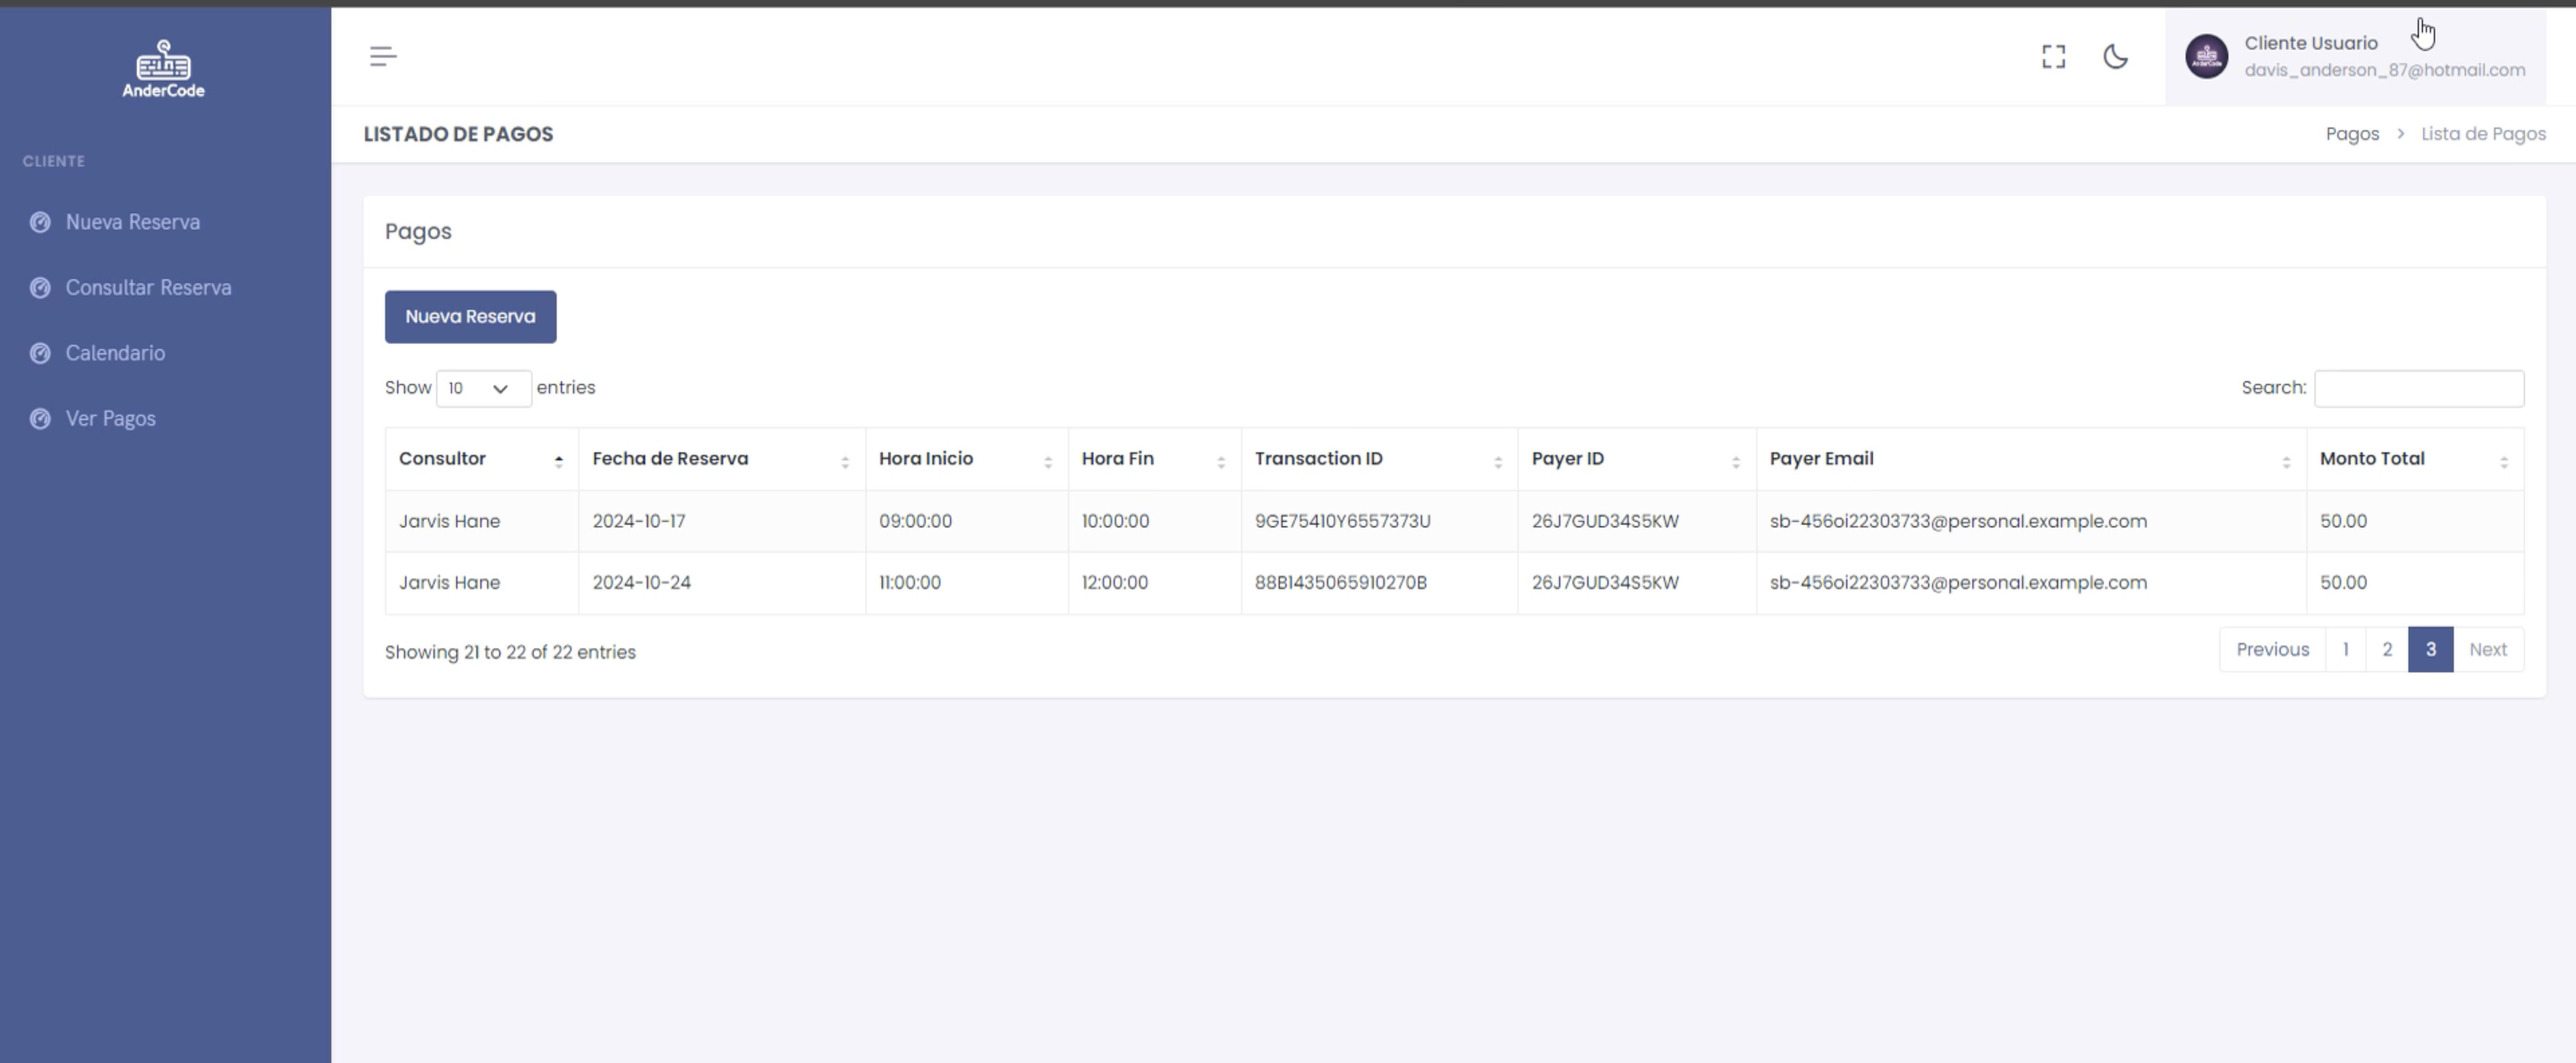 AnderCode
CLIENTE
Nueva Reserva
Consultar Reserva
Calendario
Ver Pagos
Cliente Usuario
davis_anderson_87@hotmail.com
LISTADO DE PAGOS
Pagos > Lista de Pagos
Pagos
Nueva Reserva
Show 10 entries
Search:
Consultor Fecha de Reserva Hora Inicio Hora Fin Transaction ID Payer ID Payer Email Monto Total
Jarvis Hane 2024-10-17 09:00:00 10:00:00 9GE75410Y6557373U 26J7GUD34S5KW sb-456oi22303733@personal.example.com 50.00
Jarvis Hane 2024-10-24 11:00:00 12:00:00 88B1435065910270B 26J7GUD34S5KW sb-456oi22303733@personal.example.com 50.00
Showing 21 to 22 of 22 entries
Previous 1 2 3 Next